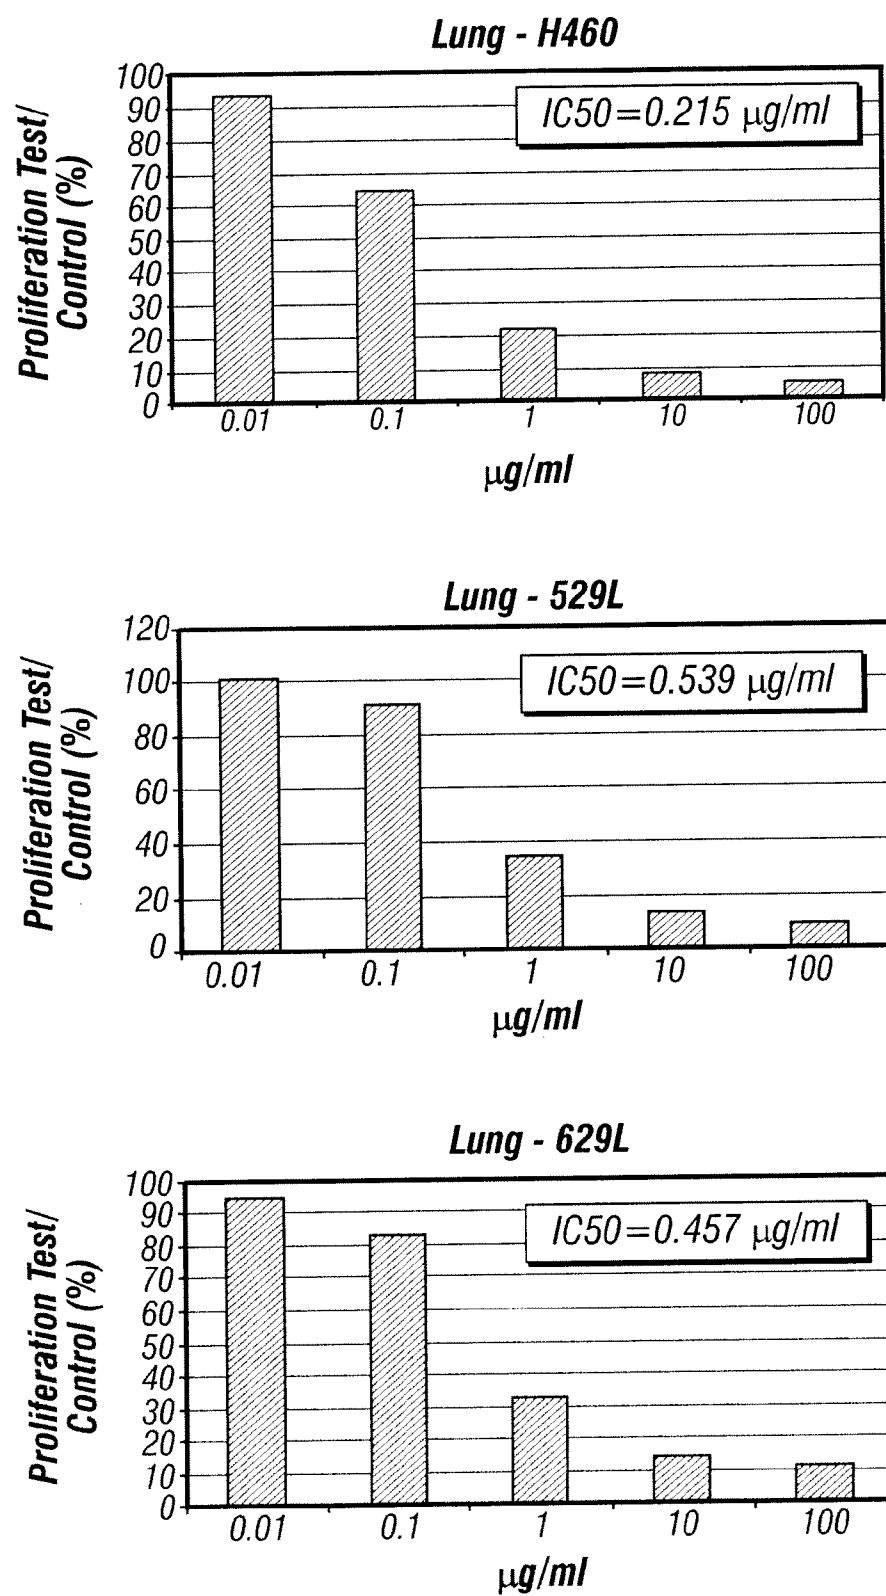 Lung - H460
Proliferation Test/
Control (%)
100
90
80
70
60
50
40
30
20
10
0
IC50=0.215 µg/ml
0.01 0.1 1 10 100
µg/ml
Lung - 529L
Proliferation Test/
Control (%)
120
100
80
60
40
20
0
IC50=0.539 µg/ml
0.01 0.1 1 10 100
µg/ml
Lung - 629L
Proliferation Test/
Control (%)
100
90
80
70
60
50
40
30
20
10
0
IC50=0.457 µg/ml
0.01 0.1 1 10 100
µg/ml